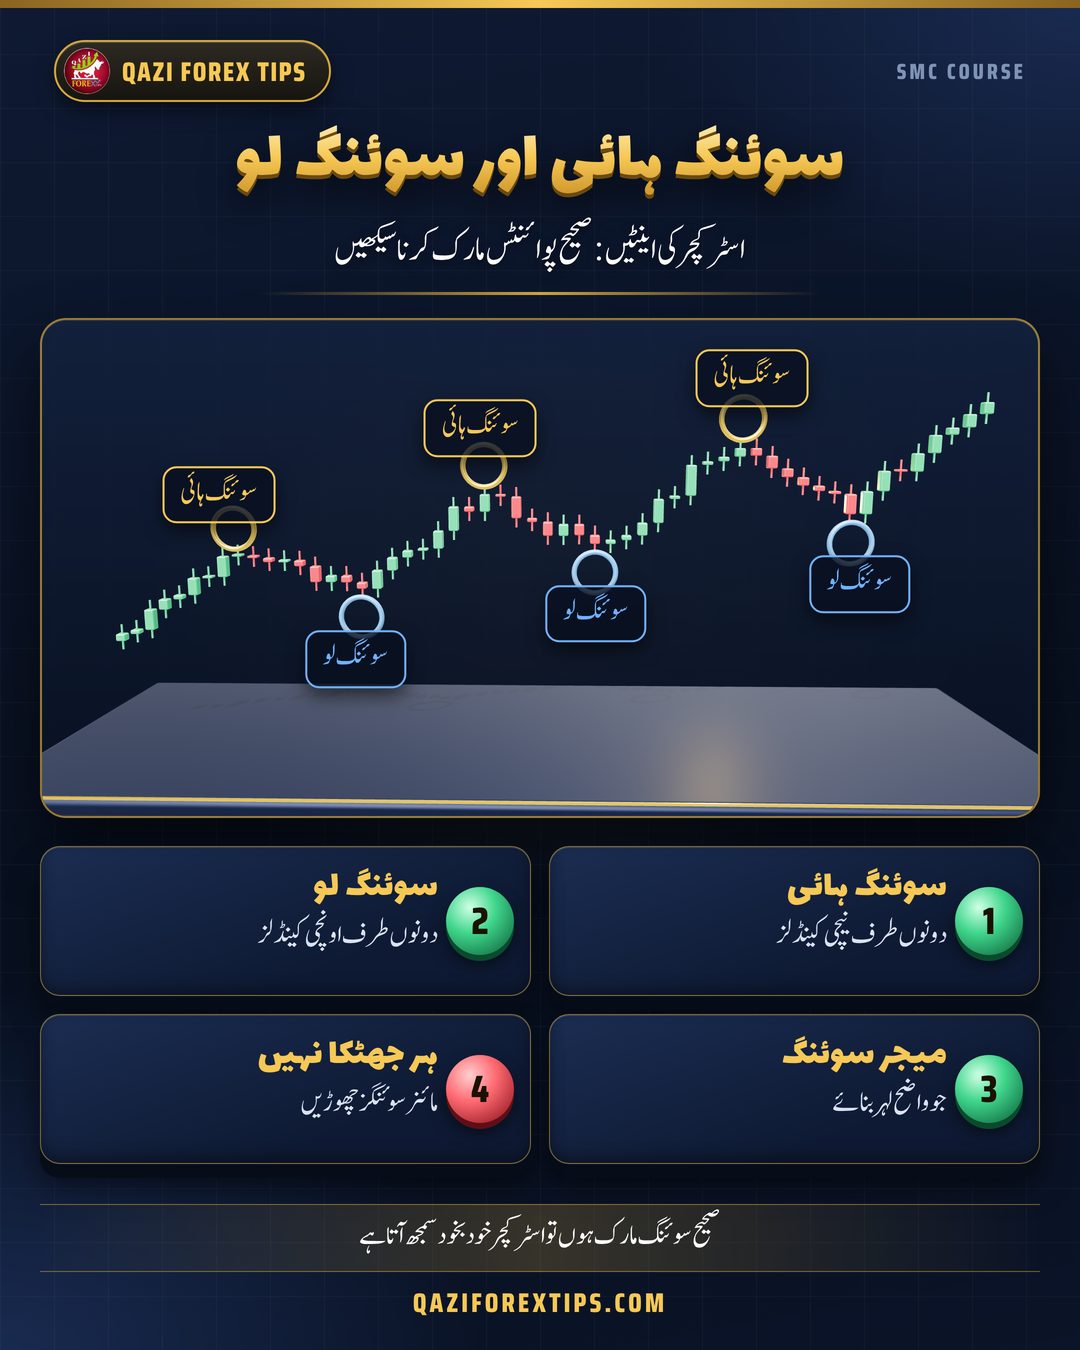 QAZI FOREX TIPS
SMC COURSE
سوئنگ ہائی اور سوئنگ لو
اسٹرکچر کی اینٹیں: صحیح پوائنٹس مارک کرنا سیکھیں
سوئنگ ہائی
سوئنگ ہائی
سوئنگ ہائی
سوئنگ لو
سوئنگ لو
سوئنگ لو
1
سوئنگ ہائی
دونوں طرف نیچی کینڈلز
2
سوئنگ لو
دونوں طرف اونچی کینڈلز
3
میجر سوئنگ
جو واضح لہر بنائے
4
ہر جھٹکا نہیں
مائنر سوئنگز چھوڑیں
صحیح سوئنگ مارک ہوں تو اسٹرکچر خود بخود سمجھ آتا ہے
QAZIFOREXTIPS.COM